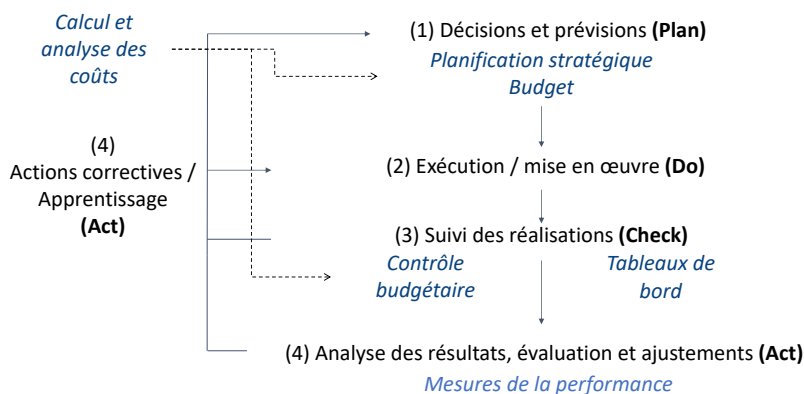 Calcul et
analyse des
coûts
(1) Décisions et prévisions (Plan)
Planification stratégique
Budget
(4)
Actions correctives /
Apprentissage
(Act)
(2) Exécution / mise en œuvre (Do)
(3) Suivi des réalisations (Check)
Contrôle
budgétaire
Tableaux de
bord
(4) Analyse des résultats, évaluation et ajustements (Act)
Mesures de la performance